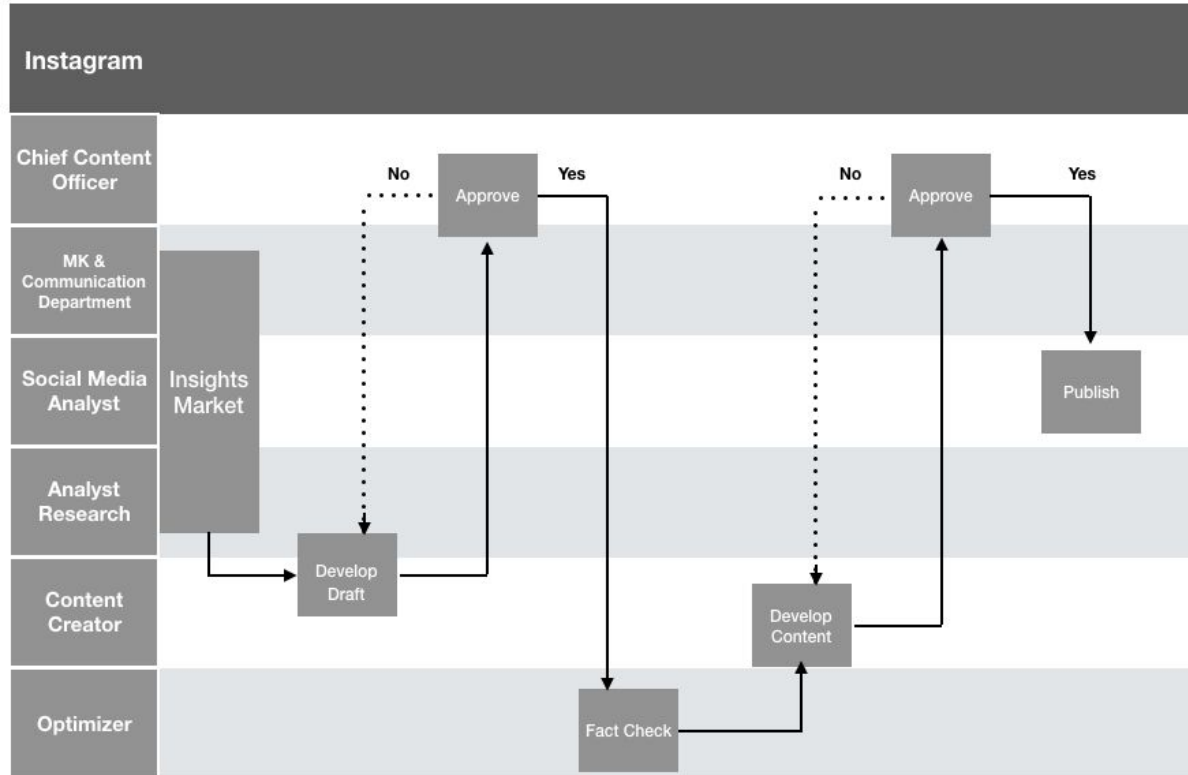 Instagram
Chief Content
Officer
No
Approve
Yes
No
Approve
Yes
MK &
Communication
Department
Social Media
Analyst
Insights
Market
Publish
Analyst
Research
Develop
Draft
Content
Creator
Develop
Content
Optimizer
Fact Check